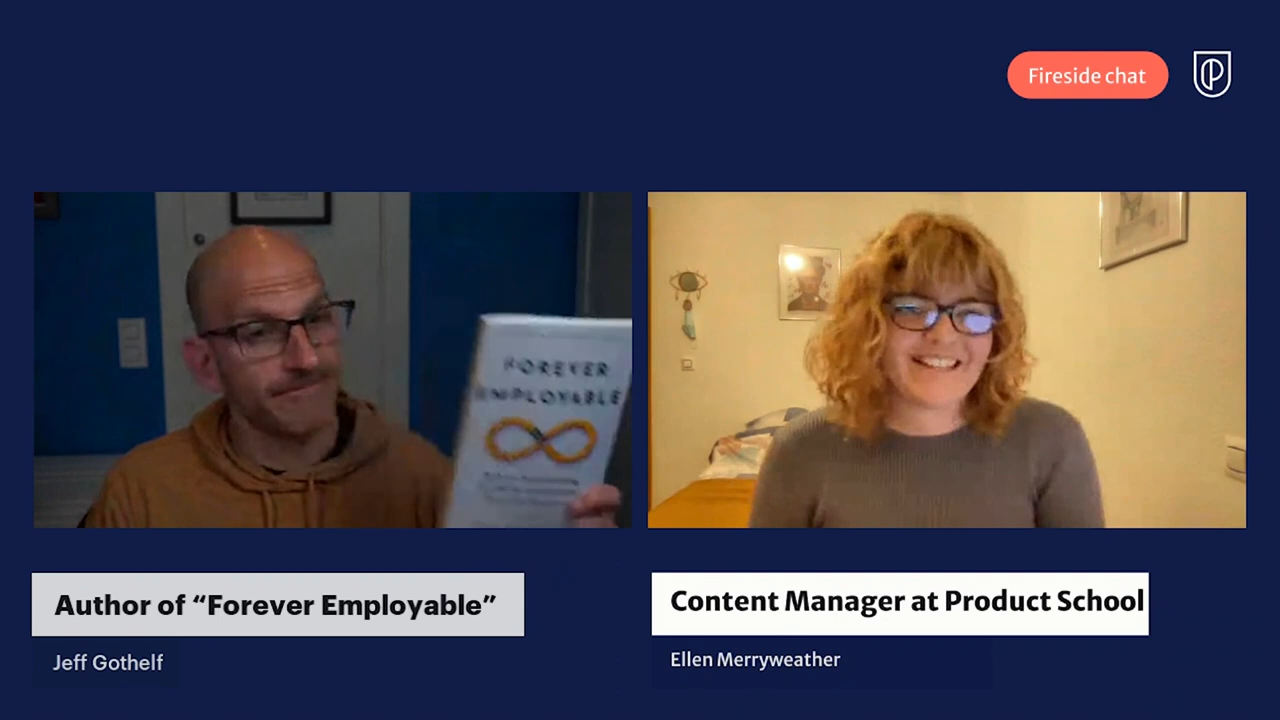 Fireside chat
FOREVER
EMPLOYABLE
Author of “Forever Employable”
Content Manager at Product School
Jeff Gothelf
Ellen Merryweather